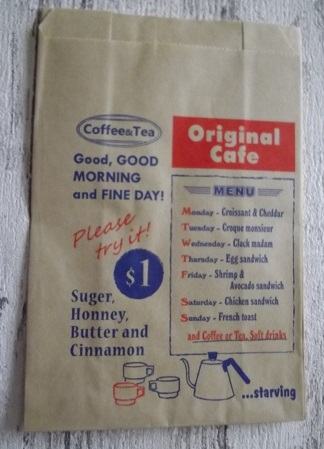 Coffee&Tea
Good, GOOD
MORNING
and FINE DAY!
Please
try it!
$1
Suger,
Honney,
Butter and
Cinnamon
Original
Cafe
MENU
Monday - Croissant & Cheddar
Tuesday - Croque monsieur
Wednesday - Clack madam
Thursday - Egg sandwich
Friday - Shrimp &
Avocado sandwich
Saturday - Chicken sandwich
Sunday - French toast
and Coffee or Tea, Soft drinks
...starving